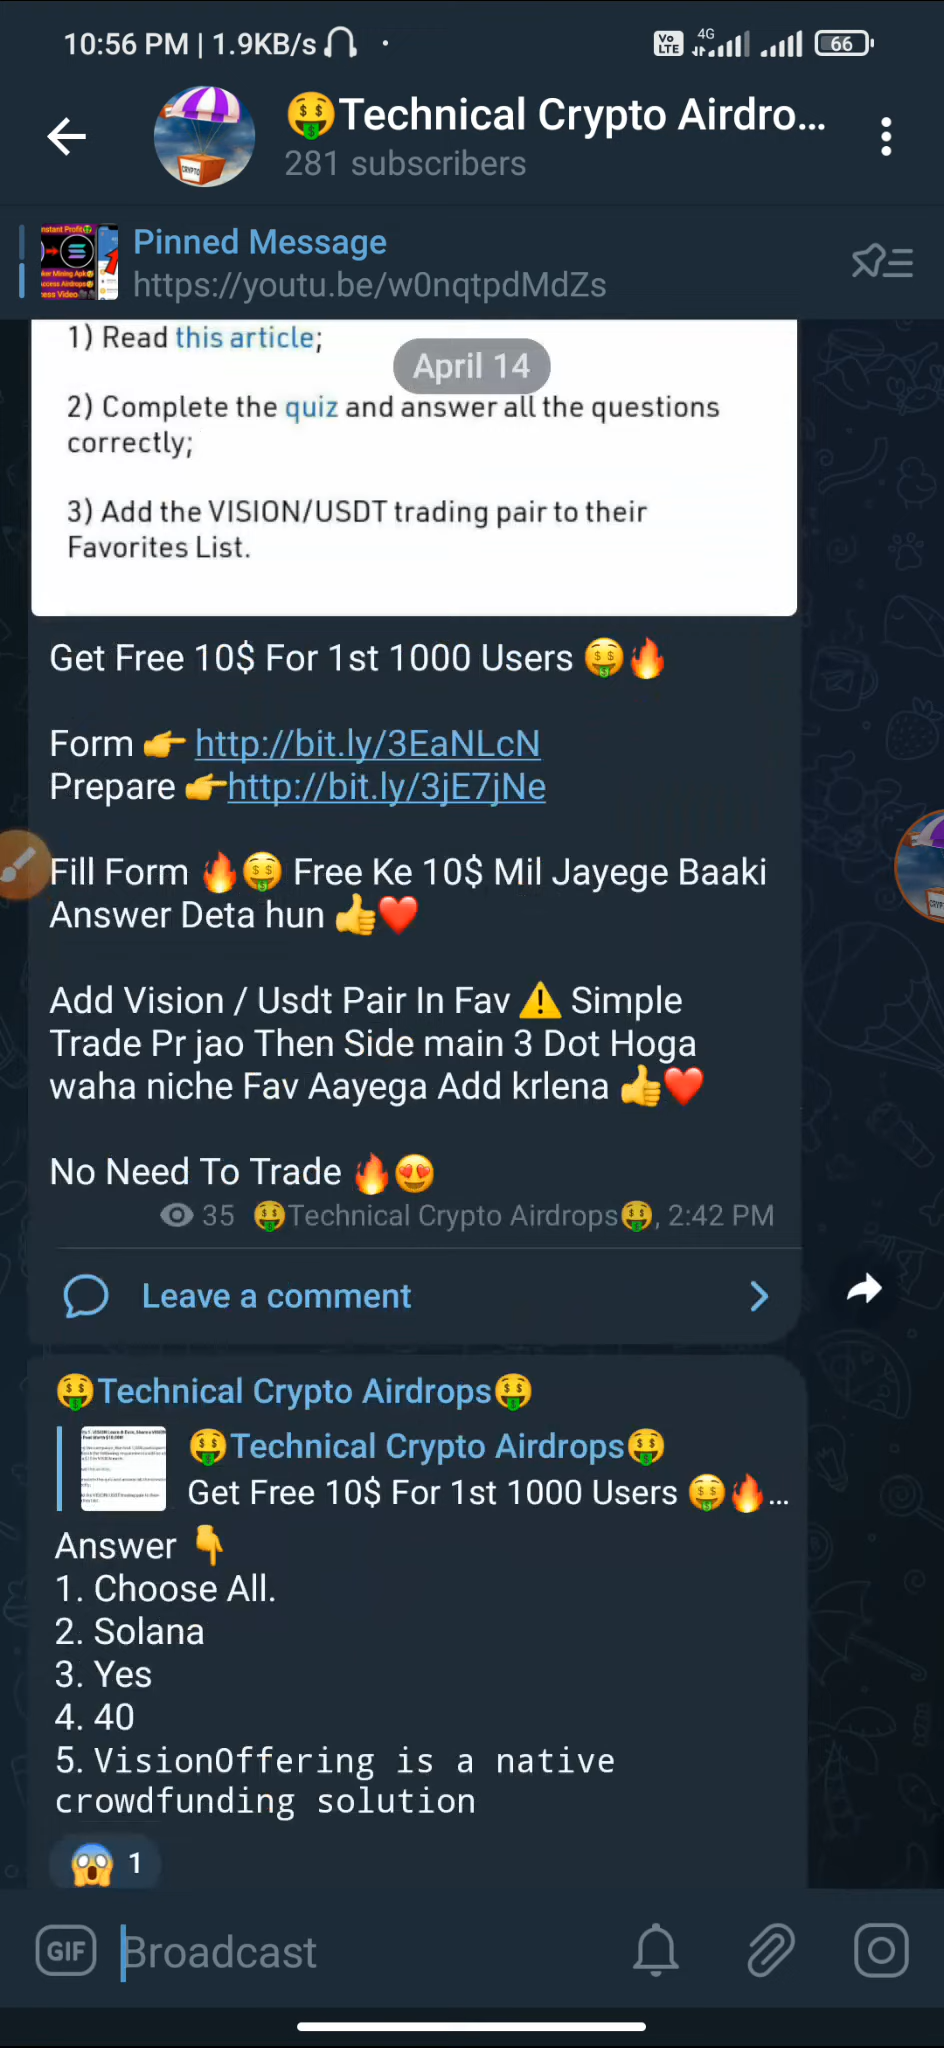 10:56 PM | 1.9KB/s
Vo LTE 4G 66
🤑Technical Crypto Airdro...
281 subscribers
Pinned Message
https://youtu.be/w0nqtpdMdZs
1) Read this article;
April 14
2) Complete the quiz and answer all the questions
correctly;
3) Add the VISION/USDT trading pair to their
Favorites List.
Get Free 10$ For 1st 1000 Users 🤑🔥
Form 👉 http://bit.ly/3EaNLcN
Prepare 👉http://bit.ly/3jE7jNe
Fill Form 🔥🤑 Free Ke 10$ Mil Jayege Baaki
Answer Deta hun 👍❤️
Add Vision / Usdt Pair In Fav ⚠️ Simple
Trade Pr jao Then Side main 3 Dot Hoga
waha niche Fav Aayega Add krlena 👍❤️
No Need To Trade 🔥😍
35 🤑Technical Crypto Airdrops🤑, 2:42 PM
Leave a comment
🤑Technical Crypto Airdrops🤑
🤑Technical Crypto Airdrops🤑
Get Free 10$ For 1st 1000 Users 🤑🔥...
Answer 👇
1. Choose All.
2. Solana
3. Yes
4. 40
5. VisionOffering is a native
crowdfunding solution
😱 1
GIF Broadcast